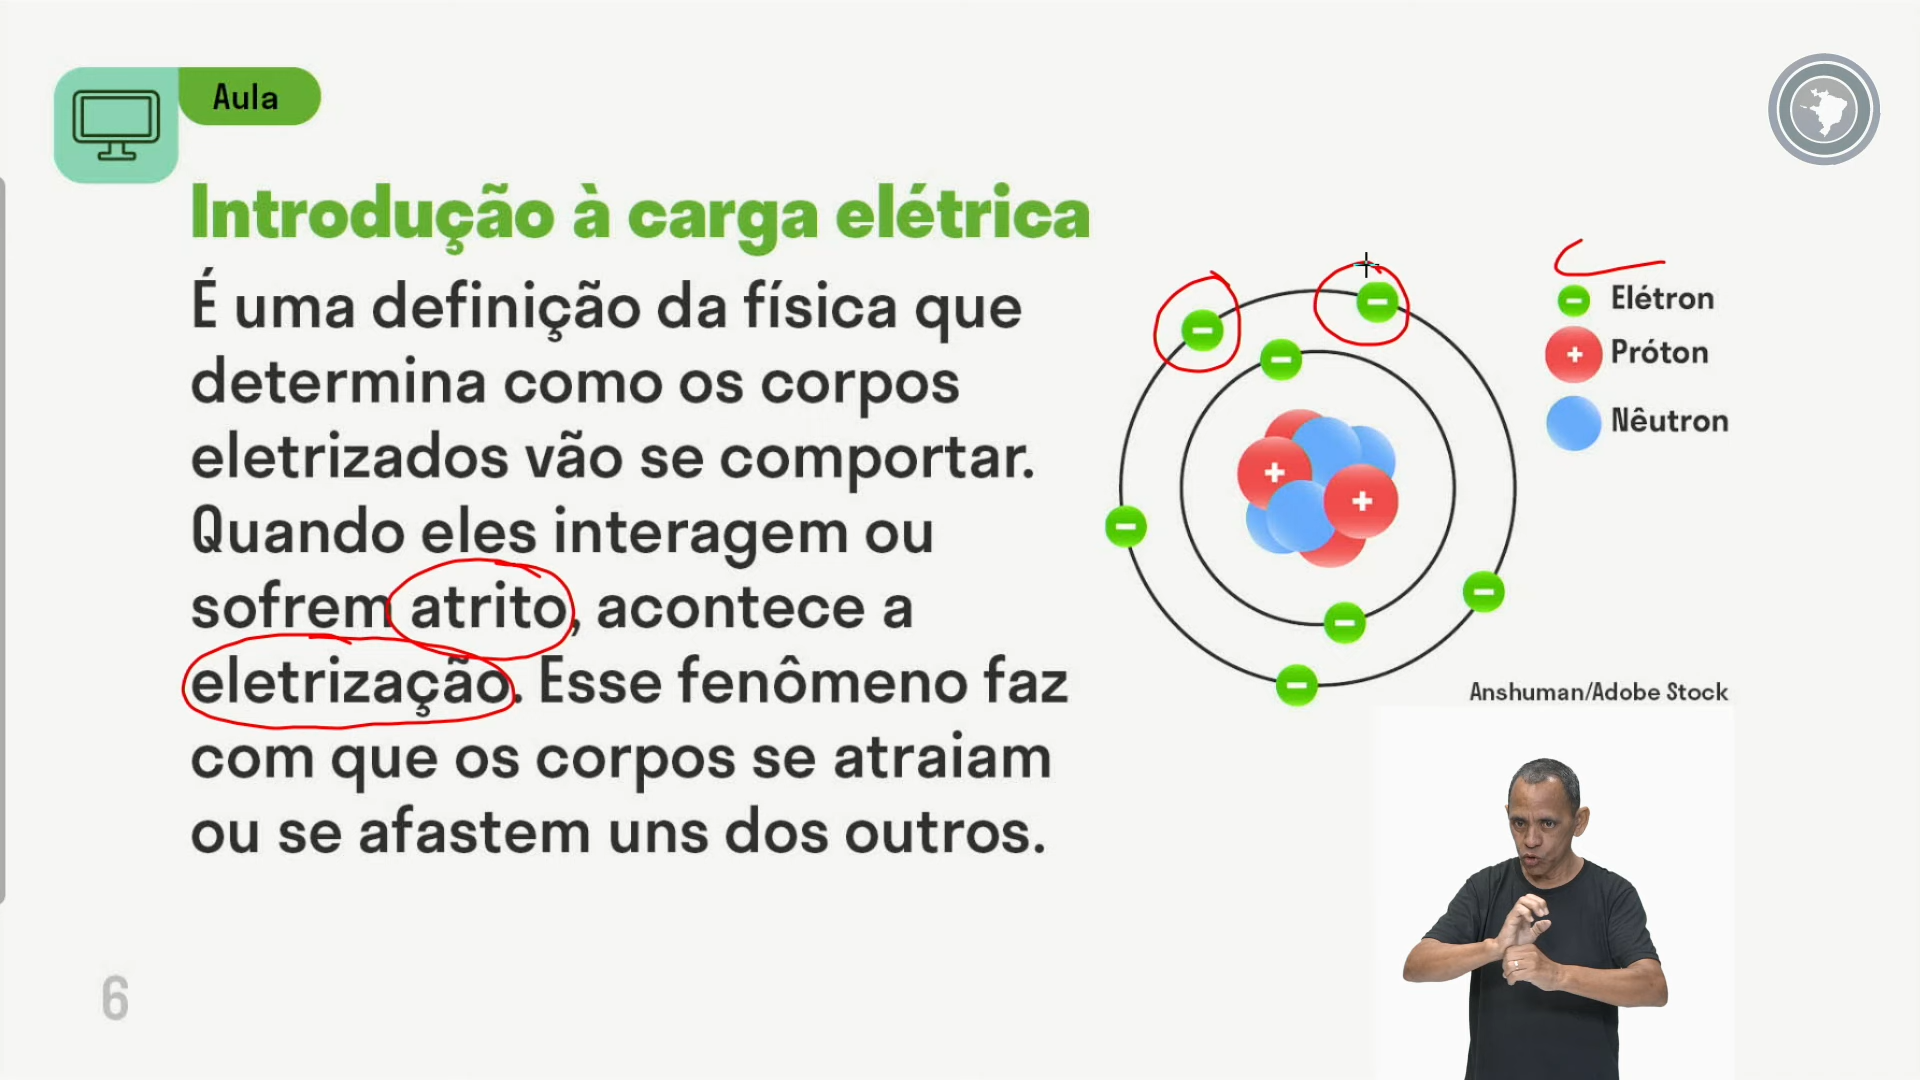 Aula
Introdução à carga elétrica
É uma definição da física que
determina como os corpos
eletrizados vão se comportar.
Quando eles interagem ou
sofrem atrito, acontece a
eletrização. Esse fenômeno faz
com que os corpos se atraiam
ou se afastem uns dos outros.
Elétron
Próton
Nêutron
Anshuman/Adobe Stock
6